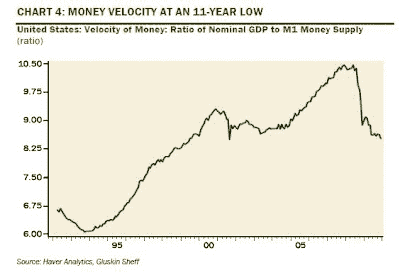 CHART 4: MONEY VELOCITY AT AN 11-YEAR LOW
United States: Velocity of Money: Ratio of Nominal GDP to M1 Money Supply
(ratio)
10.50
9.75
9.00
8.25
7.50
6.75
6.00
95 00 05
Source: Haver Analytics, Gluskin Sheff